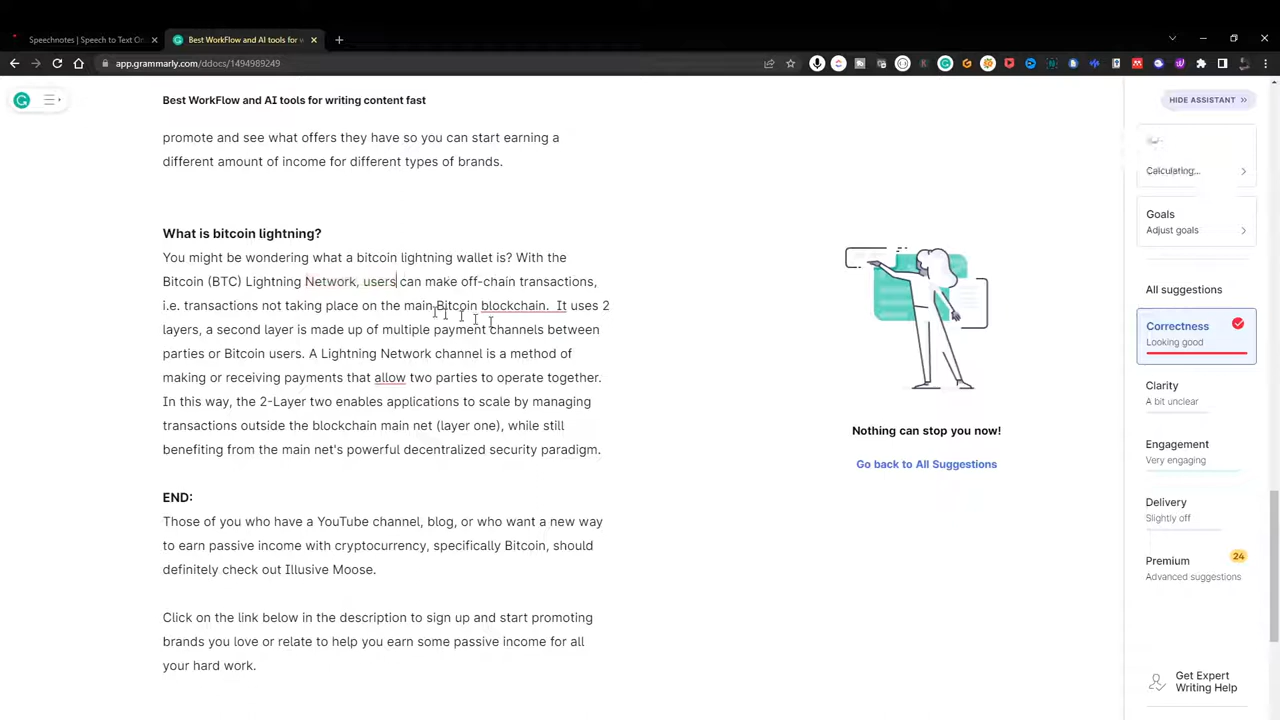 Speechnotes | Speech to Text On
Best WorkFlow and AI tools for w
app.grammarly.com/ddocs/1494989249
Best WorkFlow and AI tools for writing content fast
HIDE ASSISTANT
promote and see what offers they have so you can start earning a
different amount of income for different types of brands.
What is bitcoin lightning?
You might be wondering what a bitcoin lightning wallet is? With the
Bitcoin (BTC) Lightning Network, users can make off-chain transactions,
i.e. transactions not taking place on the main Bitcoin blockchain. It uses 2
layers, a second layer is made up of multiple payment channels between
parties or Bitcoin users. A Lightning Network channel is a method of
making or receiving payments that allow two parties to operate together.
In this way, the 2-Layer two enables applications to scale by managing
transactions outside the blockchain main net (layer one), while still
benefiting from the main net's powerful decentralized security paradigm.
END:
Those of you who have a YouTube channel, blog, or who want a new way
to earn passive income with cryptocurrency, specifically Bitcoin, should
definitely check out Illusive Moose.
Click on the link below in the description to sign up and start promoting
brands you love or relate to help you earn some passive income for all
your hard work.
Nothing can stop you now!
Go back to All Suggestions
Calculating...
Goals
Adjust goals
All suggestions
Correctness
Looking good
Clarity
A bit unclear
Engagement
Very engaging
Delivery
Slightly off
Premium
24
Advanced suggestions
Get Expert
Writing Help